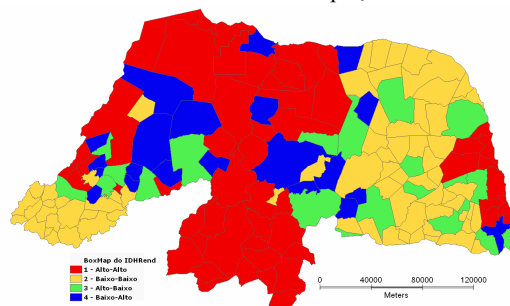 BoxMap do IDHRend
1 - Alto-Alto
2 - Baixo-Baixo
3 - Alto-Baixo
4 - Baixo-Alto
0 40000 80000 120000
Meters